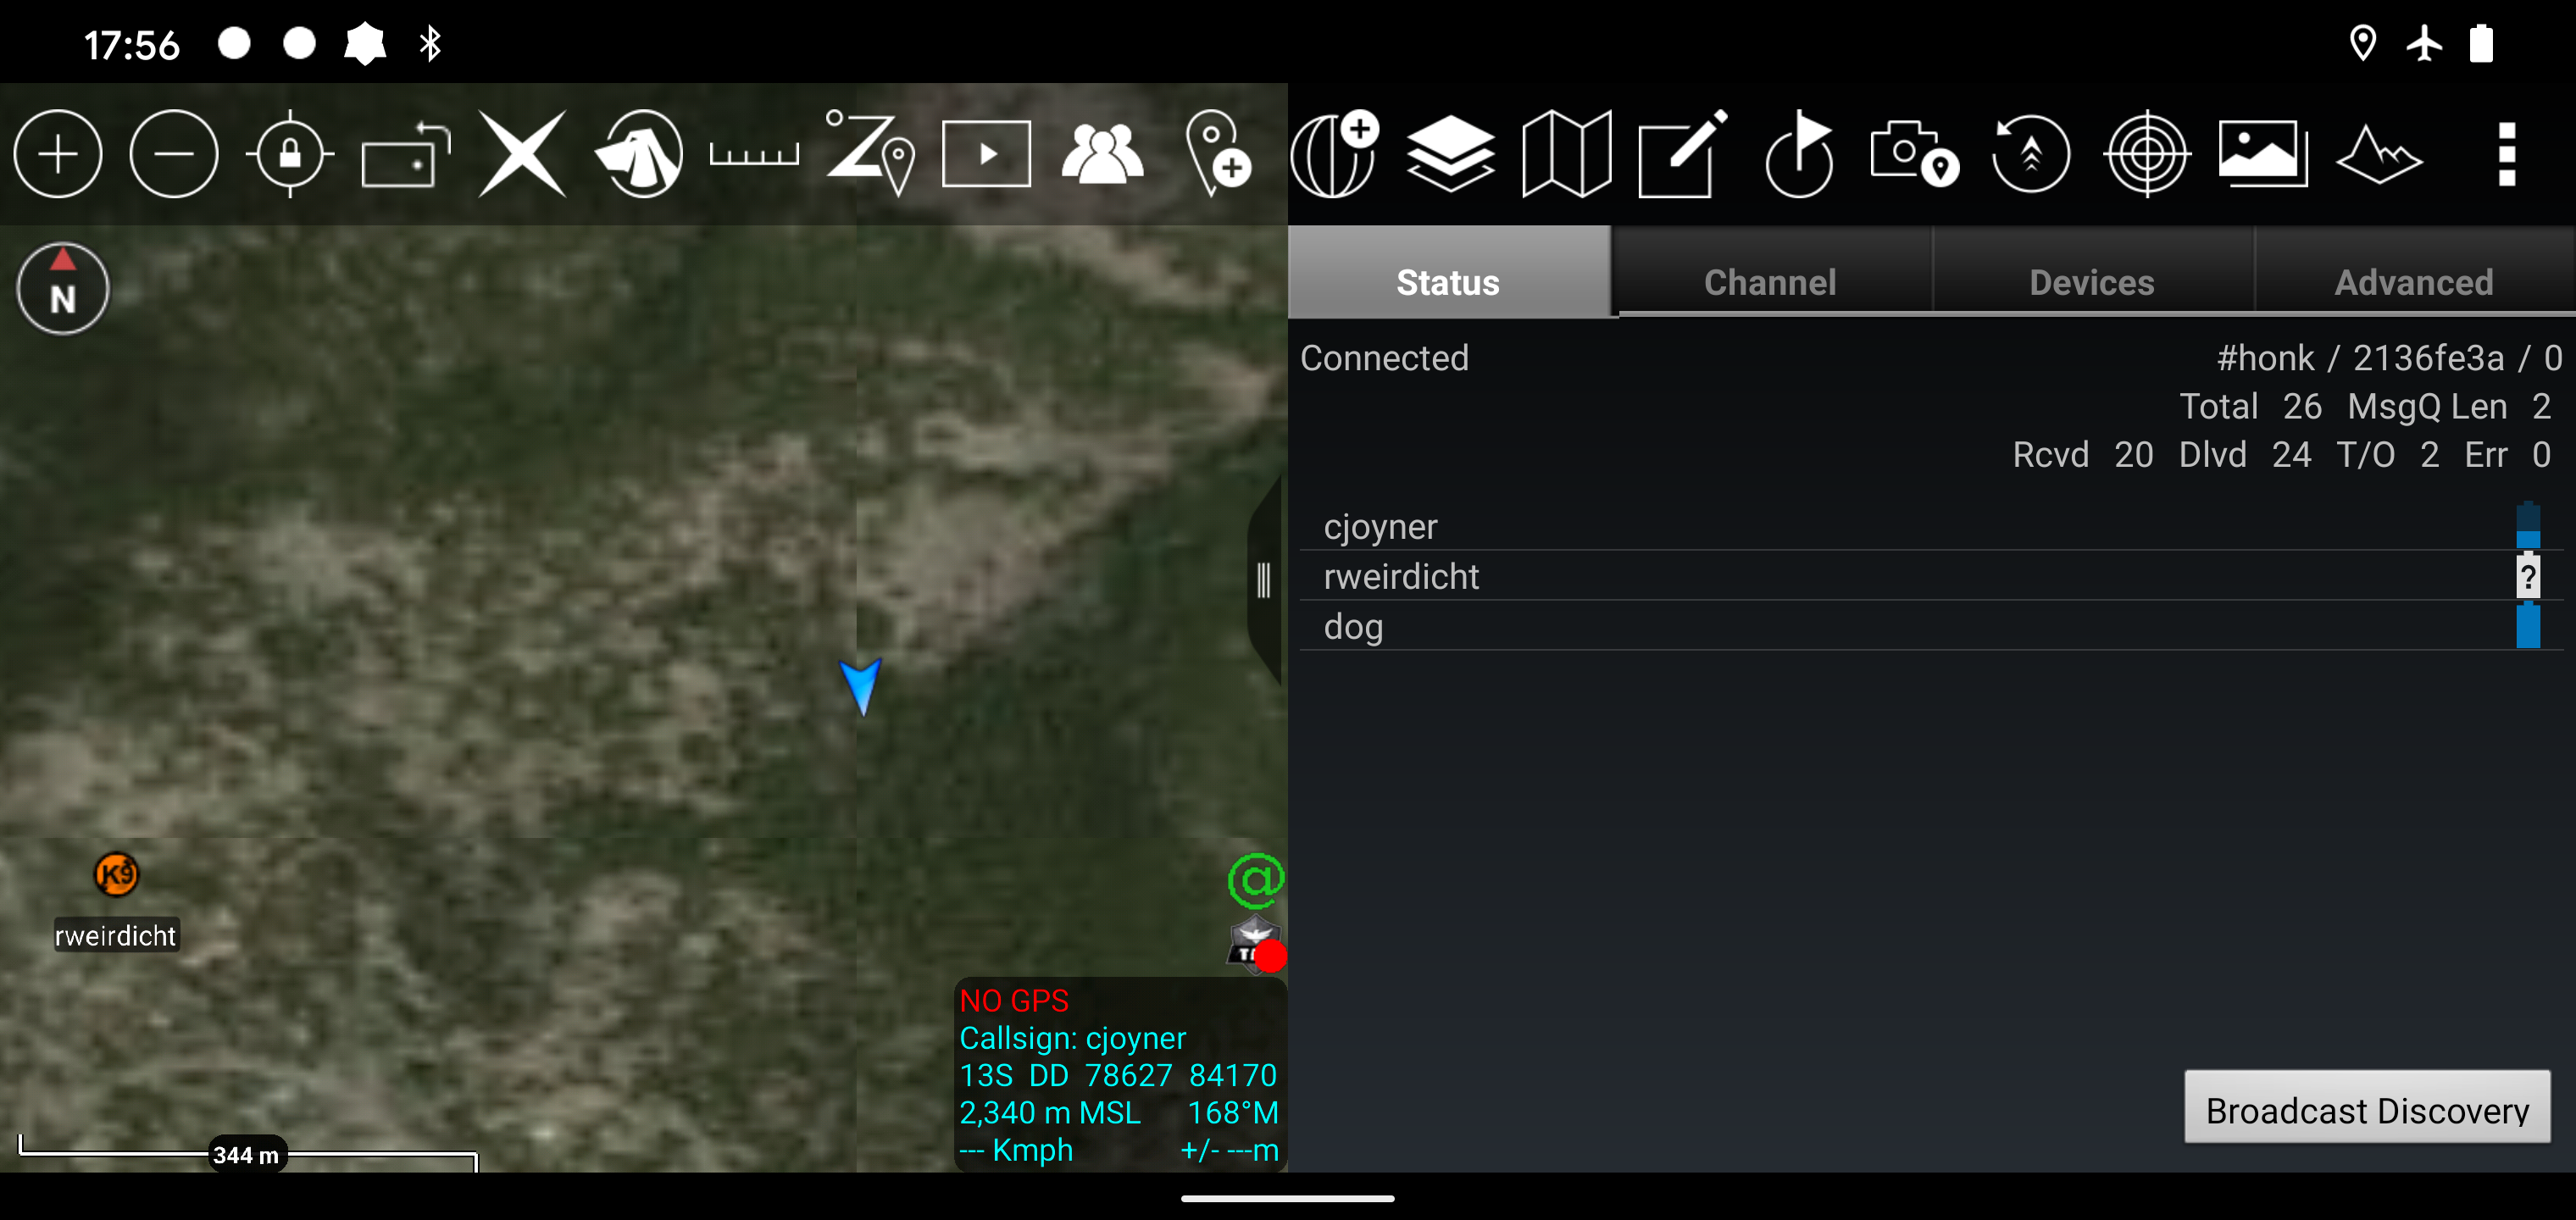 17:56
N
Status Channel Devices Advanced
Connected #honk / 2136fe3a / 0
Total 26 MsgQ Len 2
Rcvd 20 Dlvd 24 T/O 2 Err 0
cjoyner
rweirdicht ?
dog
K9
rweirdicht
@
NO GPS
Callsign: cjoyner
13S DD 78627 84170
2,340 m MSL 168°M
--- Kmph +/- ---m
344 m
Broadcast Discovery